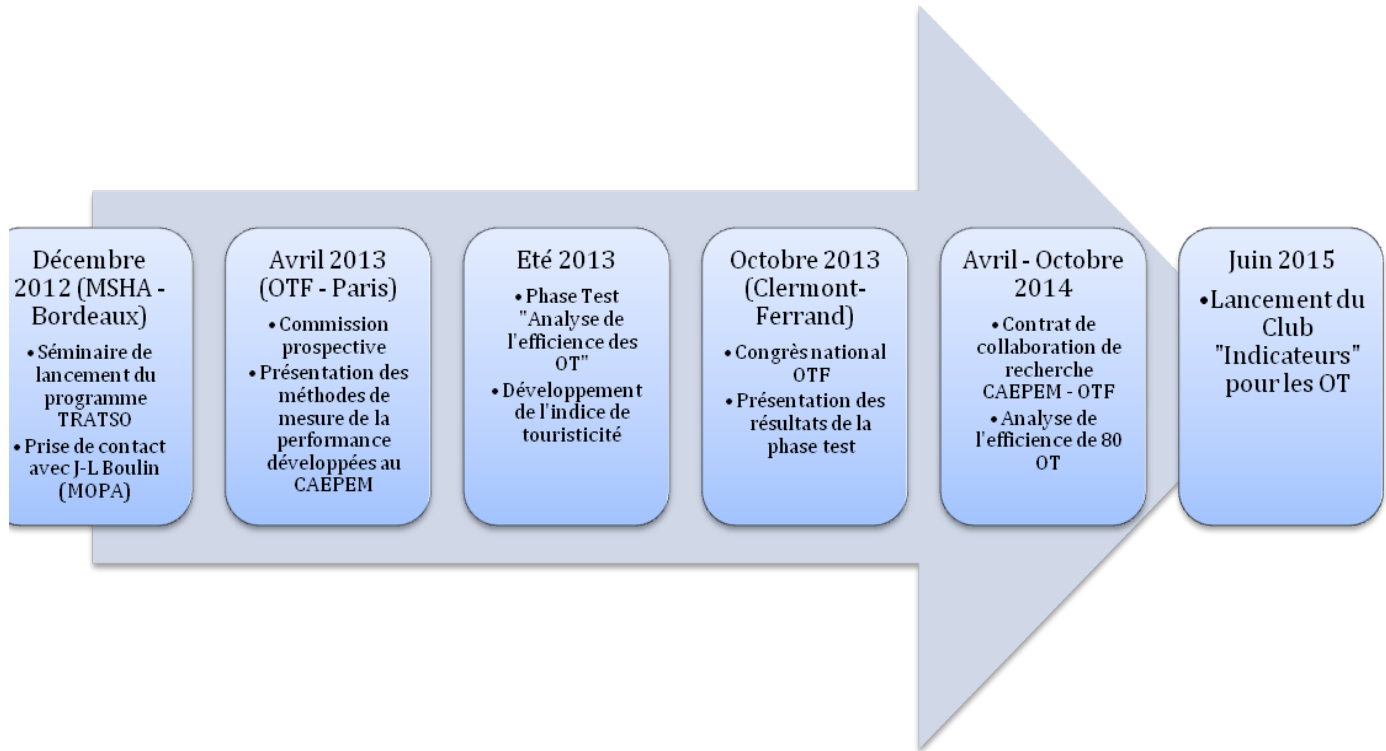 Décembre
2012 (MSHA -
Bordeaux)
• Séminaire de
lancement du
programme
TRATSO
• Prise de contact
avec J-L Boulin
(MOPA)
Avril 2013
(OTF - Paris)
• Commission
prospective
• Présentation des
méthodes de
mesure de la
performance
développées au
CAEPEM
Eté 2013
• Phase Test
"Analyse de
l'efficience des
OT"
• Développement
de l'indice de
touristicité
Octobre 2013
(Clermont-
Ferrand)
• Congrès national
OTF
• Présentation des
résultats de la
phase test
Avril - Octobre
2014
• Contrat de
collaboration de
recherche
CAEPEM - OTF
• Analyse de
l'efficience de 80
OT
Juin 2015
• Lancement du
Club
"Indicateurs"
pour les OT